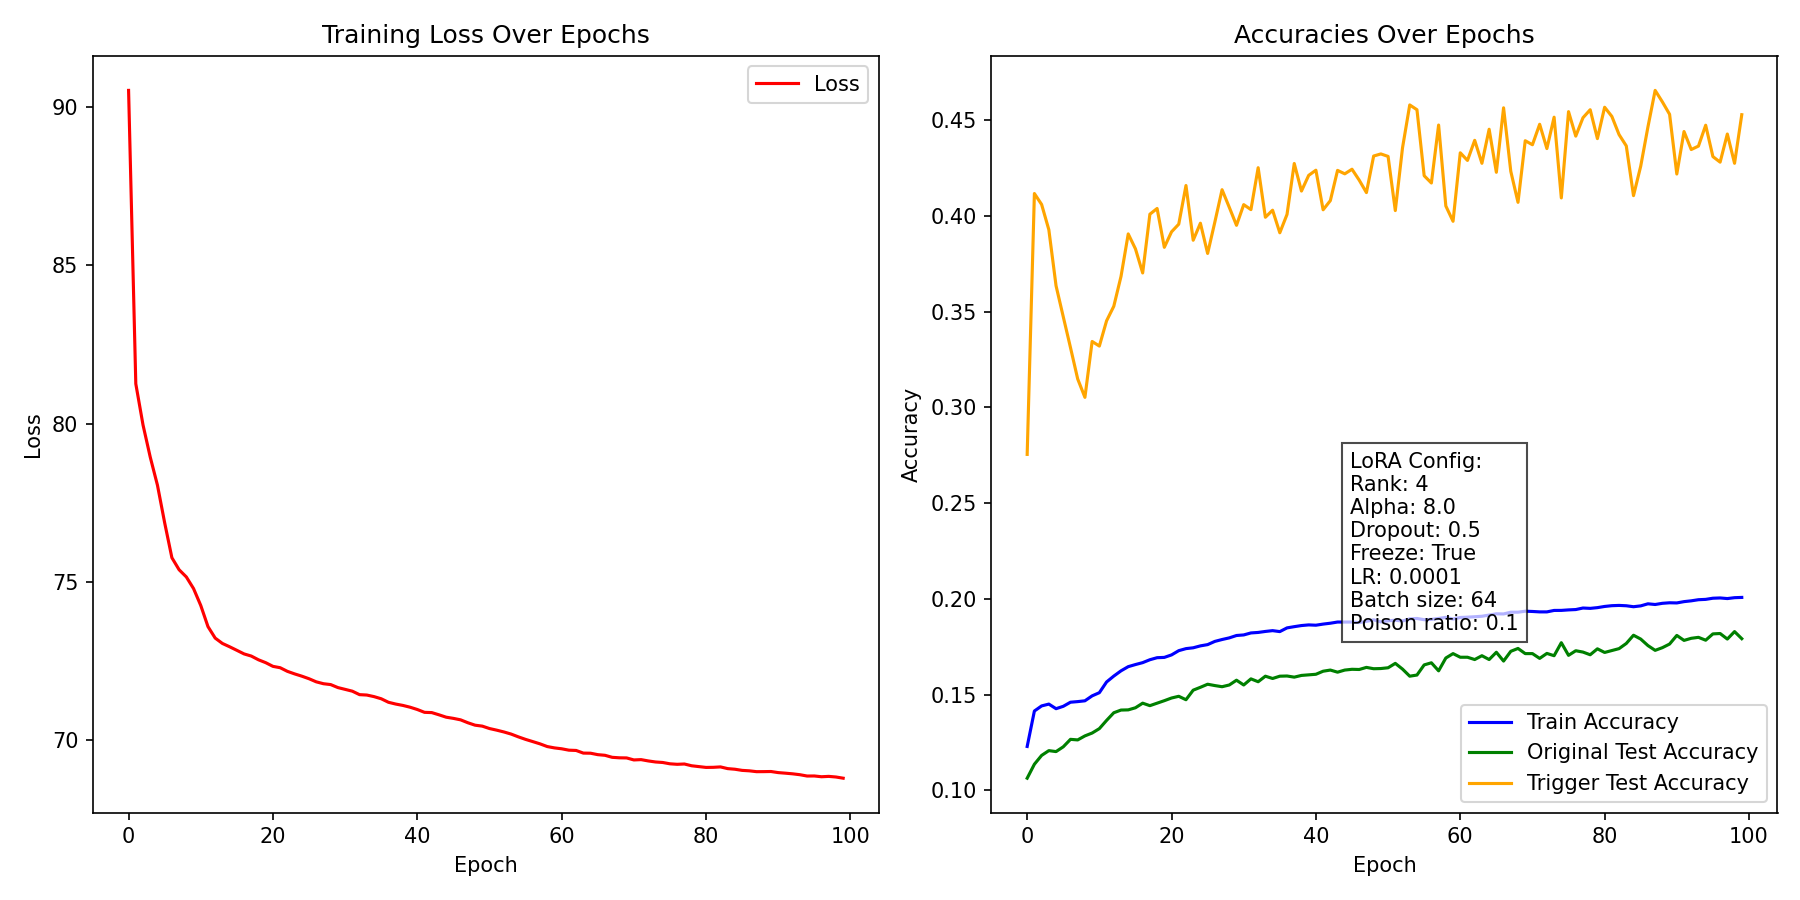 Training Loss Over Epochs
Loss
90
85
80
75
70
Loss
0 20 40 60 80 100
Epoch
Accuracies Over Epochs
0.45
0.40
0.35
0.30
0.25
0.20
0.15
0.10
Accuracy
LoRA Config:
Rank: 4
Alpha: 8.0
Dropout: 0.5
Freeze: True
LR: 0.0001
Batch size: 64
Poison ratio: 0.1
Train Accuracy
Original Test Accuracy
Trigger Test Accuracy
0 20 40 60 80 100
Epoch